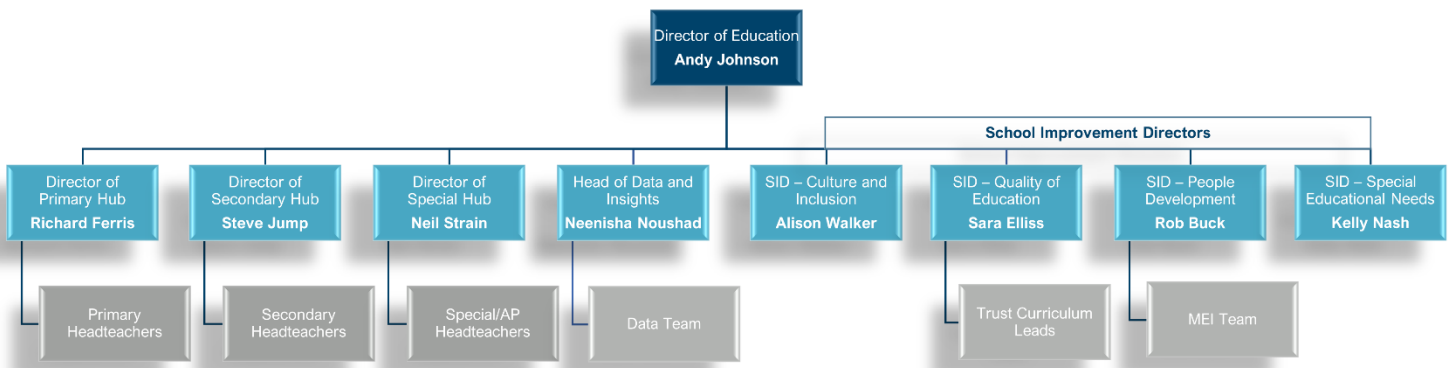 Director of Education
Andy Johnson
School Improvement Directors
Director of
Primary Hub
Richard Ferris
Director of
Secondary Hub
Steve Jump
Director of
Special Hub
Neil Strain
Head of Data and
Insights
Neenisha Noushad
SID – Culture and
Inclusion
Alison Walker
SID – Quality of
Education
Sara Elliss
SID – People
Development
Rob Buck
SID – Special
Educational Needs
Kelly Nash
Primary
Headteachers
Secondary
Headteachers
Special/AP
Headteachers
Data Team
Trust Curriculum
Leads
MEI Team